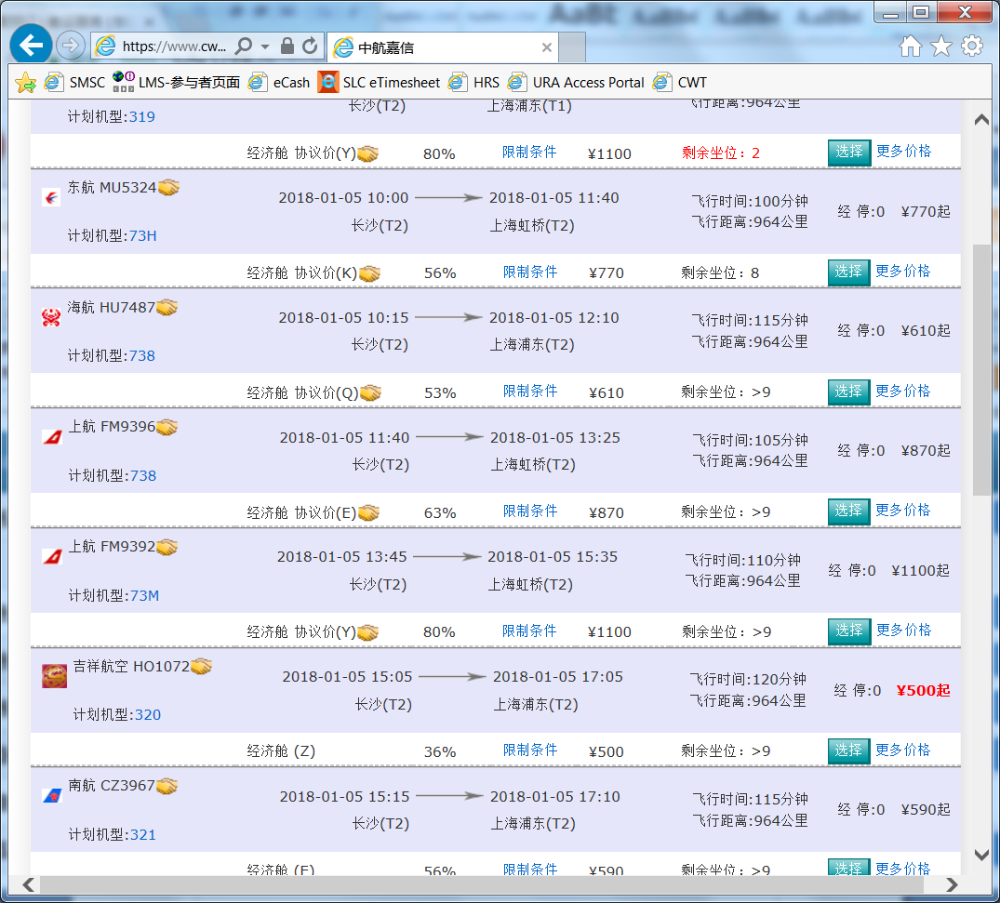 https://www.cw...
中航嘉信
SMSC LMS-参与者页面 eCash SLC eTimesheet HRS URA Access Portal CWT
长沙(T2) 上海浦东(T1) 飞行距离:964公里
计划机型:319
经济舱 协议价(Y) 80% 限制条件 ¥1100 剩余坐位：2 选择 更多价格
东航 MU5324
2018-01-05 10:00 2018-01-05 11:40 飞行时间:100分钟
长沙(T2) 上海虹桥(T2) 飞行距离:964公里 经 停:0 ¥770起
计划机型:73H
经济舱 协议价(K) 56% 限制条件 ¥770 剩余坐位：8 选择 更多价格
海航 HU7487
2018-01-05 10:15 2018-01-05 12:10 飞行时间:115分钟
长沙(T2) 上海浦东(T2) 飞行距离:964公里 经 停:0 ¥610起
计划机型:738
经济舱 协议价(Q) 53% 限制条件 ¥610 剩余坐位：>9 选择 更多价格
上航 FM9396
2018-01-05 11:40 2018-01-05 13:25 飞行时间:105分钟
长沙(T2) 上海虹桥(T2) 飞行距离:964公里 经 停:0 ¥870起
计划机型:738
经济舱 协议价(E) 63% 限制条件 ¥870 剩余坐位：>9 选择 更多价格
上航 FM9392
2018-01-05 13:45 2018-01-05 15:35 飞行时间:110分钟
长沙(T2) 上海虹桥(T2) 飞行距离:964公里 经 停:0 ¥1100起
计划机型:73M
经济舱 协议价(Y) 80% 限制条件 ¥1100 剩余坐位：>9 选择 更多价格
吉祥航空 HO1072
2018-01-05 15:05 2018-01-05 17:05 飞行时间:120分钟
长沙(T2) 上海浦东(T2) 飞行距离:964公里 经 停:0 ¥500起
计划机型:320
经济舱 (Z) 36% 限制条件 ¥500 剩余坐位：>9 选择 更多价格
南航 CZ3967
2018-01-05 15:15 2018-01-05 17:10 飞行时间:115分钟
长沙(T2) 上海浦东(T2) 飞行距离:964公里 经 停:0 ¥590起
计划机型:321
经济舱 56% 限制条件 ¥590 剩余坐位：>9 选择 更多价格